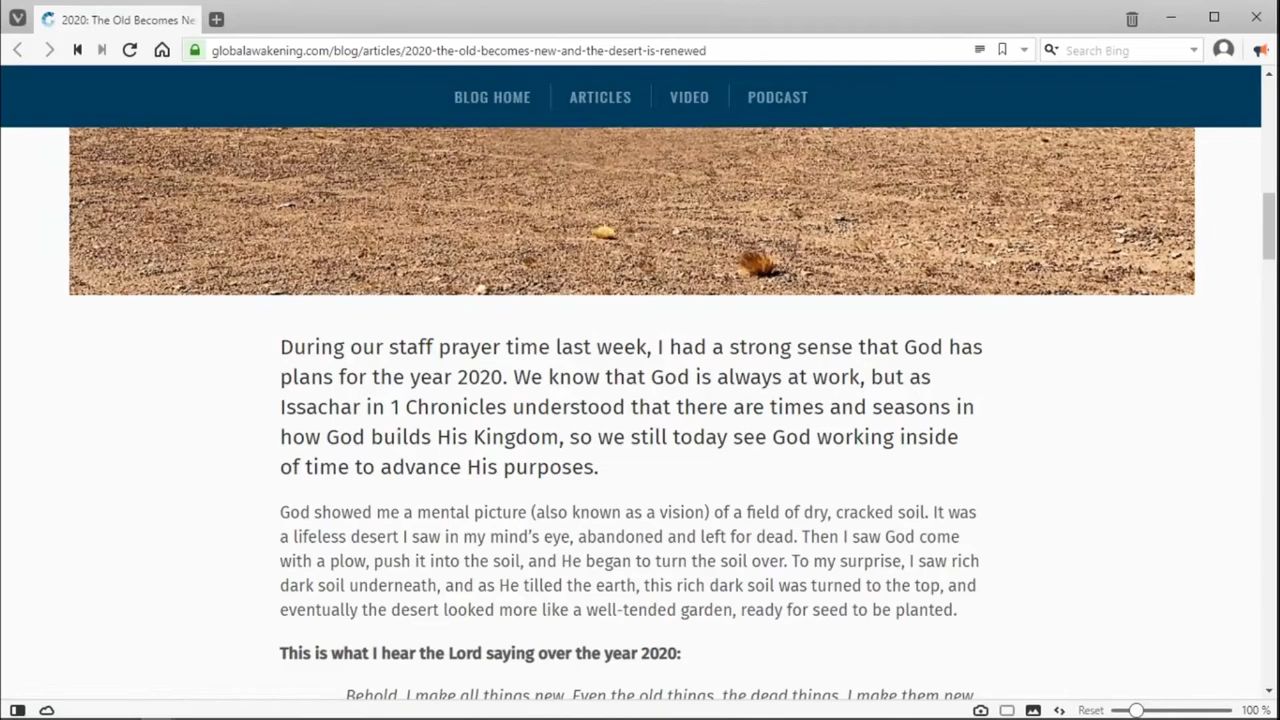 2020: The Old Becomes Ne
globalawakening.com/blog/articles/2020-the-old-becomes-new-and-the-desert-is-renewed
Search Bing
BLOG HOME
ARTICLES
VIDEO
PODCAST
During our staff prayer time last week, I had a strong sense that God has
plans for the year 2020. We know that God is always at work, but as
Issachar in 1 Chronicles understood that there are times and seasons in
how God builds His Kingdom, so we still today see God working inside
of time to advance His purposes.
God showed me a mental picture (also known as a vision) of a field of dry, cracked soil. It was
a lifeless desert I saw in my mind's eye, abandoned and left for dead. Then I saw God come
with a plow, push it into the soil, and He began to turn the soil over. To my surprise, I saw rich
dark soil underneath, and as He tilled the earth, this rich dark soil was turned to the top, and
eventually the desert looked more like a well-tended garden, ready for seed to be planted.
This is what I hear the Lord saying over the year 2020:
Behold, I make all things new. Even the old things, the dead things, I make them new
Reset
100 %